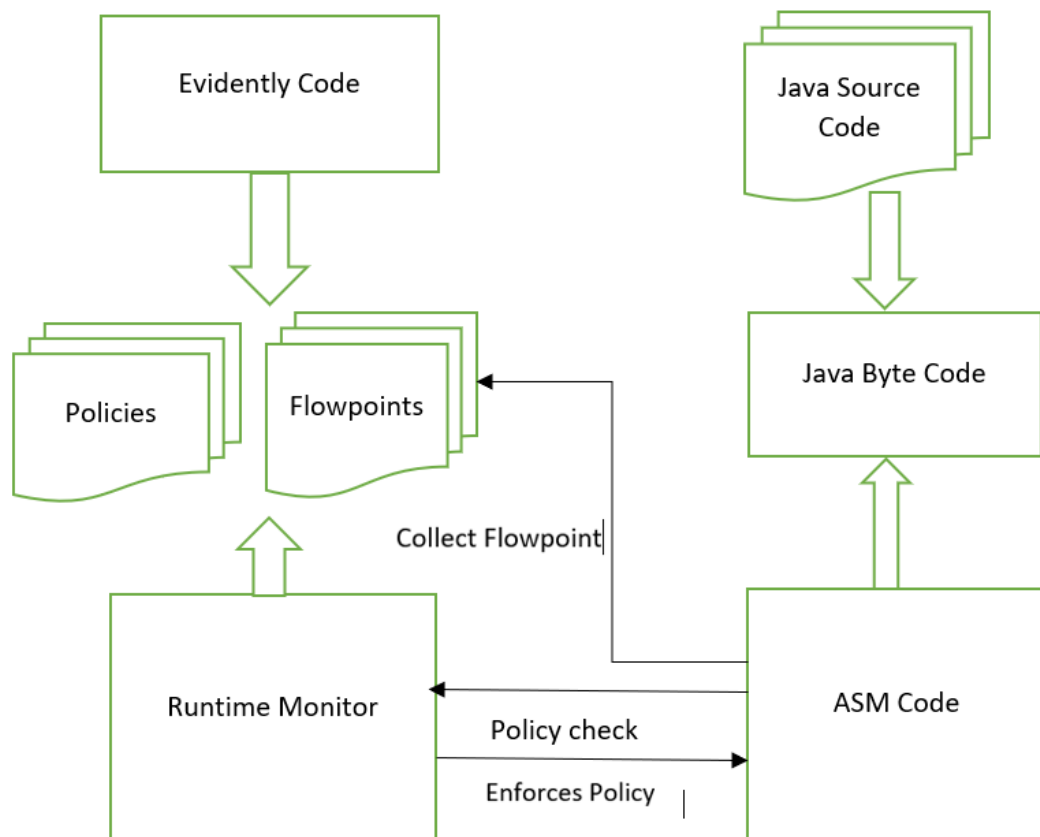 Evidently Code
Java Source
Code
Policies
Flowpoints
Java Byte Code
Collect Flowpoint
Runtime Monitor
ASM Code
Policy check
Enforces Policy